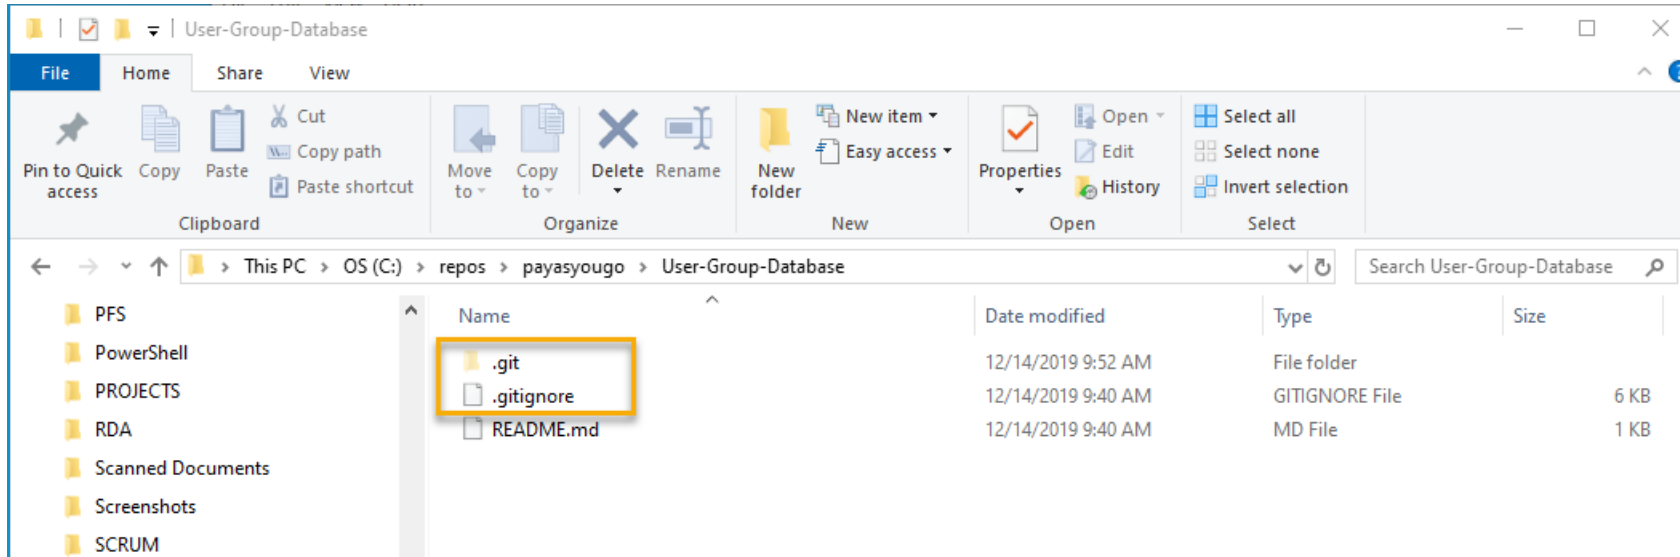 User-Group-Database
File Home Share View
Pin to Quick access
Copy
Paste
Cut
Copy path
Paste shortcut
Clipboard
Move to
Copy to
Delete
Rename
Organize
New folder
New item
Easy access
New
Properties
Open
Edit
History
Open
Select all
Select none
Invert selection
Select
This PC > OS (C:) > repos > payasyougo > User-Group-Database
Search User-Group-Database
PFS
PowerShell
PROJECTS
RDA
Scanned Documents
Screenshots
SCRUM
Name Date modified Type Size
.git 12/14/2019 9:52 AM File folder
.gitignore 12/14/2019 9:40 AM GITIGNORE File 6 KB
README.md 12/14/2019 9:40 AM MD File 1 KB